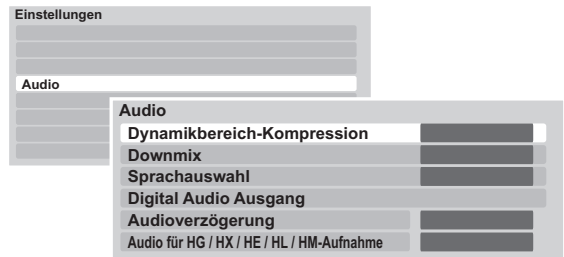 Einstellungen
Audio
Audio
Dynamikbereich-Kompression
Downmix
Sprachauswahl
Digital Audio Ausgang
Audioverzögerung
Audio für HG / HX / HE / HL / HM-Aufnahme